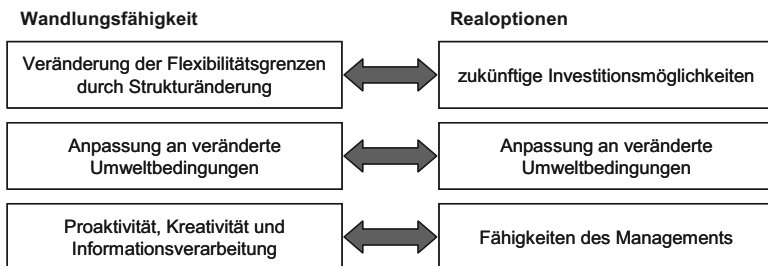 Wandlungsfähigkeit
Realoptionen
Veränderung der Flexibilitätsgrenzen
durch Strukturänderung
zukünftige Investitionsmöglichkeiten
Anpassung an veränderte
Umweltbedingungen
Anpassung an veränderte
Umweltbedingungen
Proaktivität, Kreativität und
Informationsverarbeitung
Fähigkeiten des Managements